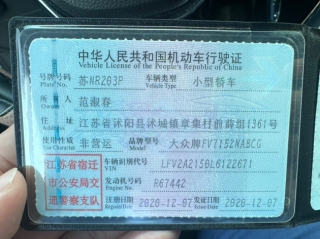 中华人民共和国机动车行驶证
Vehicle License of the People's Republic of China
号牌号码 苏NRZ63P 车辆类型 小型轿车
Plate No. Vehicle Type
所有人 范淑春
Owner
住址 江苏省沭阳县沭城镇章集村前薛组1361号
Address
使用性质 非营运 品牌型号 大众牌FV7152NABCG
Use Character Model
江苏省宿迁
市公安局交
通警察支队
车辆识别代号 LFV2A2150L6122671
VIN
发动机号码 R67442
Engine No.
注册日期 2020-12-07 发证日期 2020-12-07
Register Date Issue Date